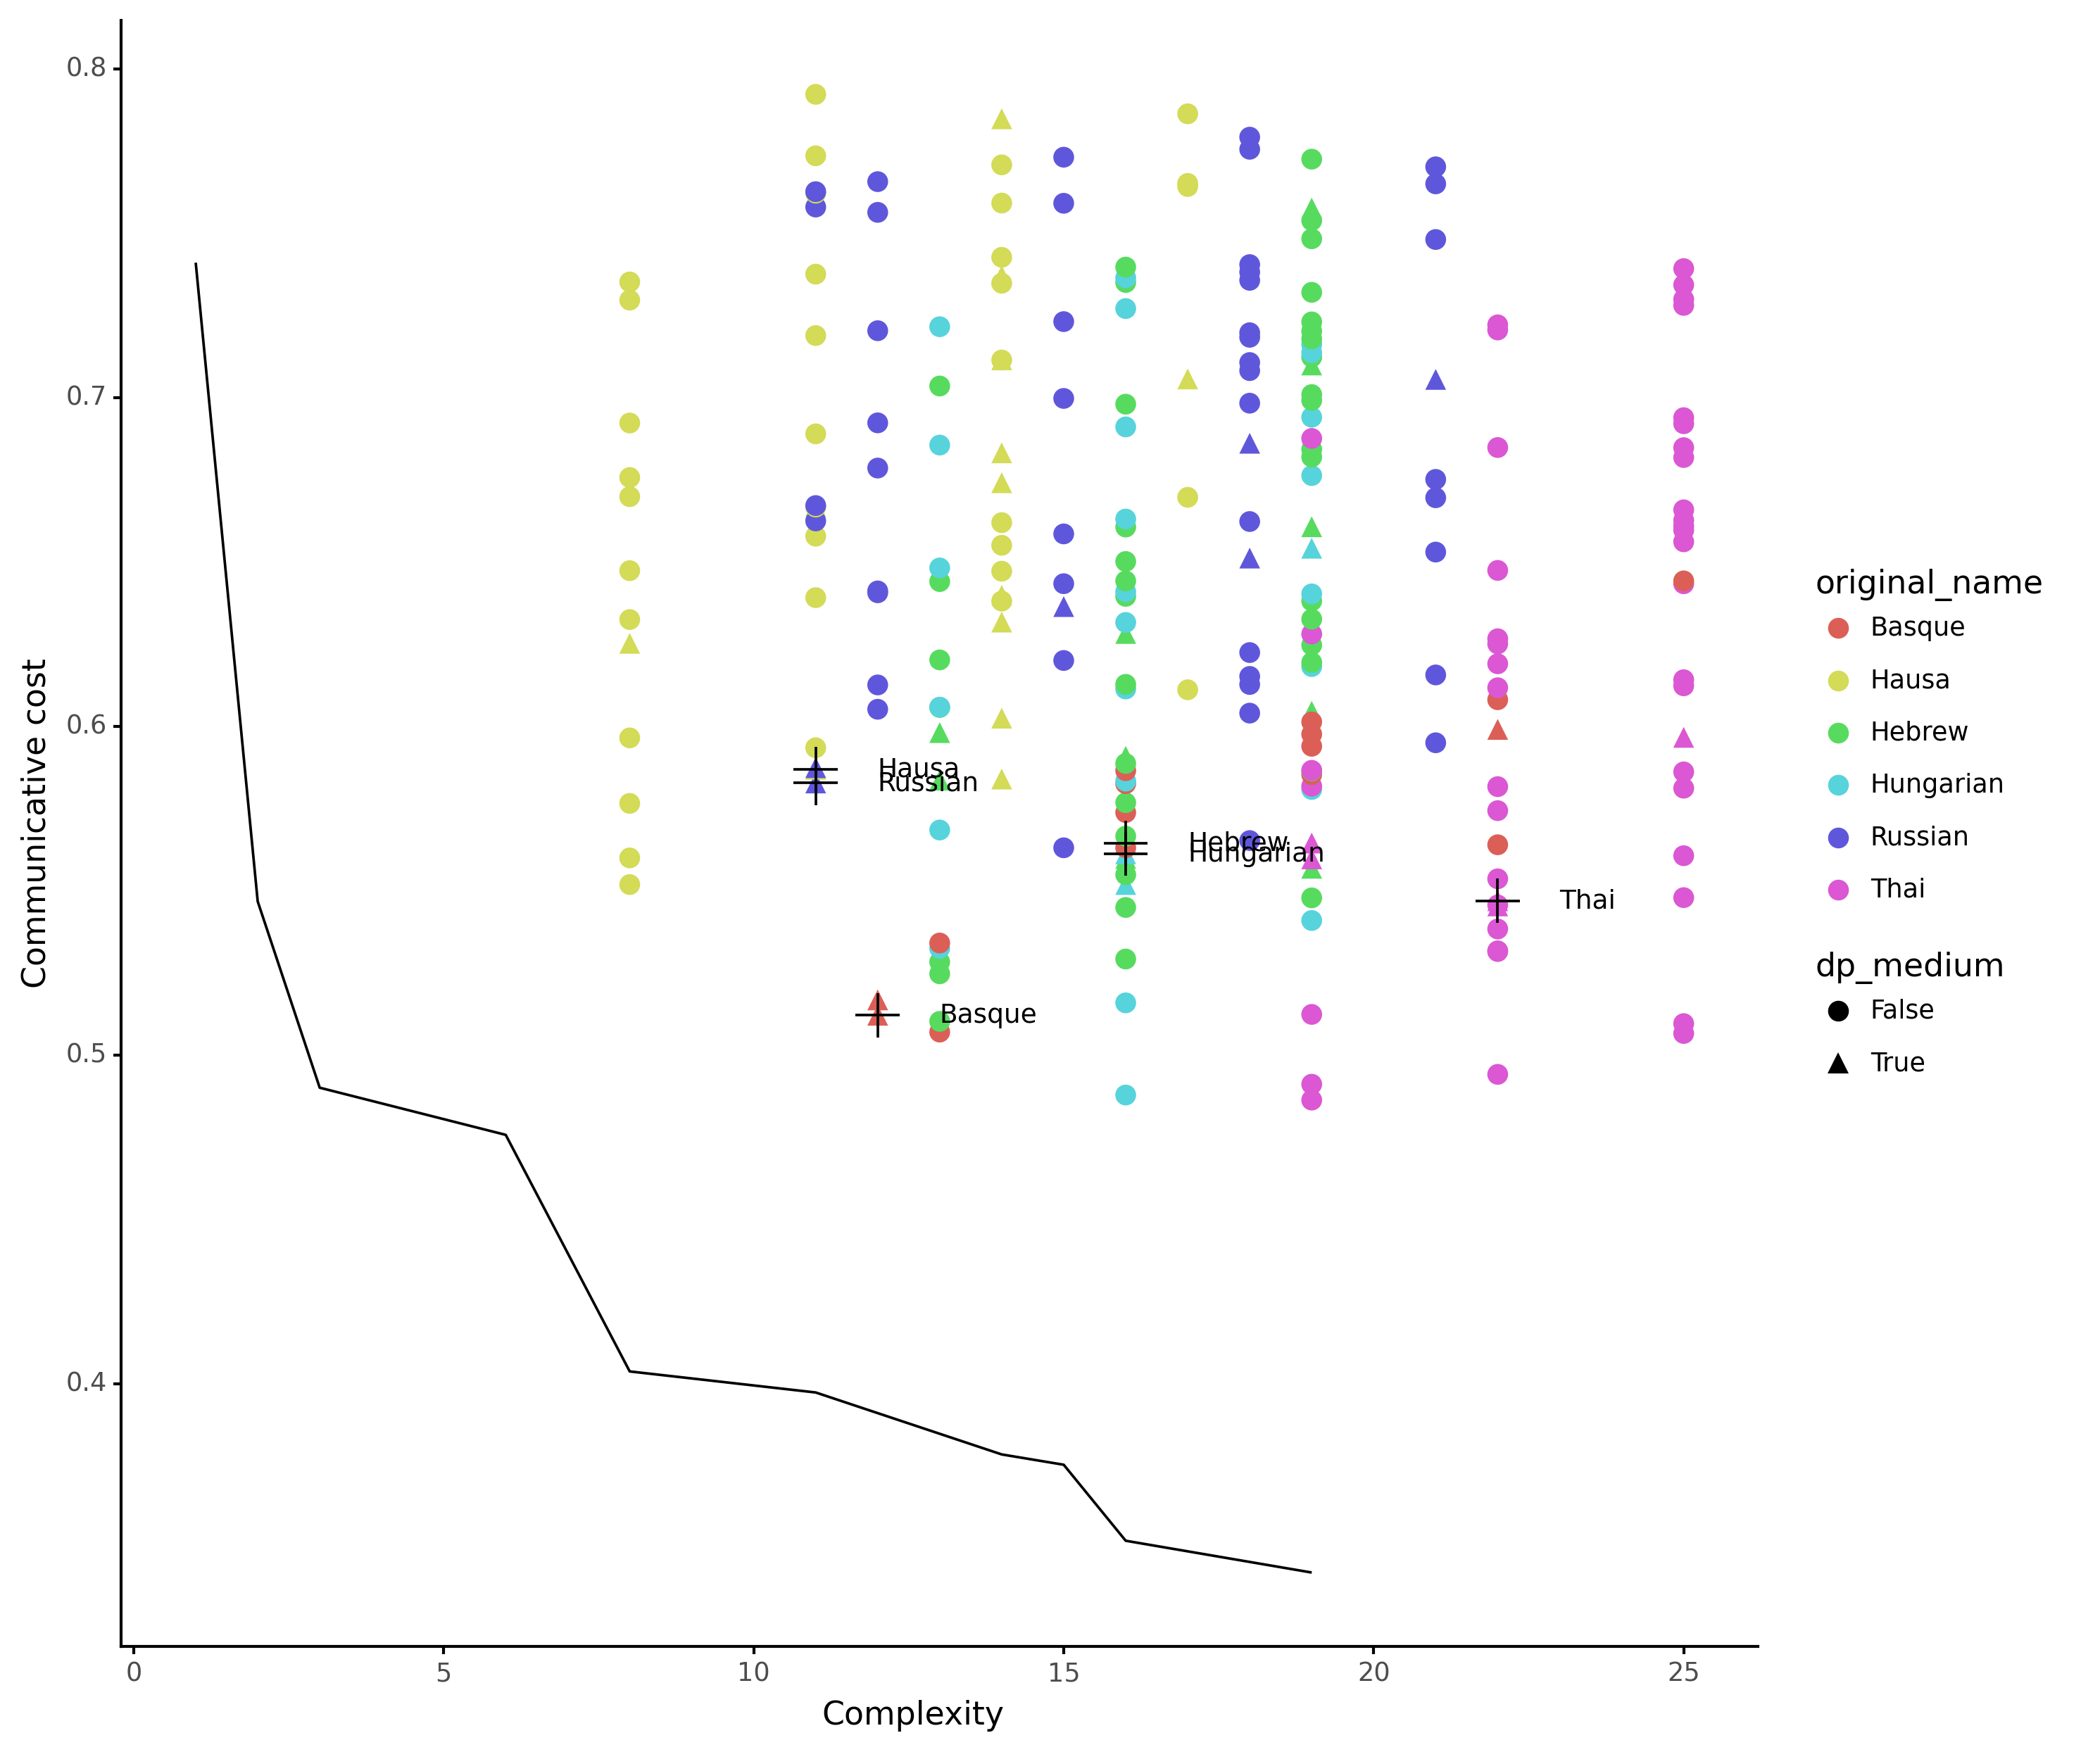 0.8
0.7
0.6
0.5
0.4
Communicative cost
0
5
10
15
20
25
Complexity
Hausa
Russian
Hebrew
Hungarian
Thai
Basque
original_name
Basque
Hausa
Hebrew
Hungarian
Russian
Thai
dp_medium
False
True